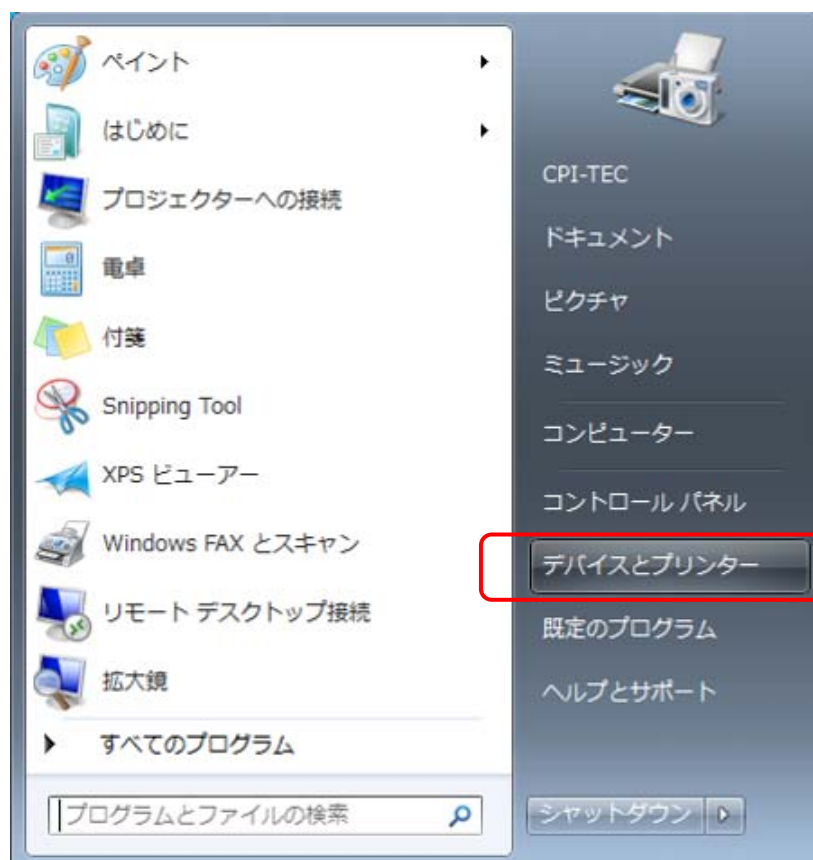 ペイント
はじめに
プロジェクターへの接続
電卓
付箋
Snipping Tool
XPS ビューアー
Windows FAX とスキャン
リモート デスクトップ接続
拡大鏡
すべてのプログラム
プログラムとファイルの検索
CPI-TEC
ドキュメント
ピクチャ
ミュージック
コンピューター
コントロール パネル
デバイスとプリンター
既定のプログラム
ヘルプとサポート
シャットダウン